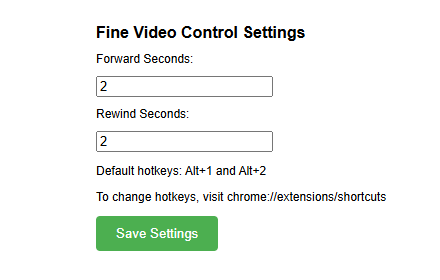 Fine Video Control Settings
Forward Seconds:
2
Rewind Seconds:
2
Default hotkeys: Alt+1 and Alt+2
To change hotkeys, visit chrome://extensions/shortcuts
Save Settings